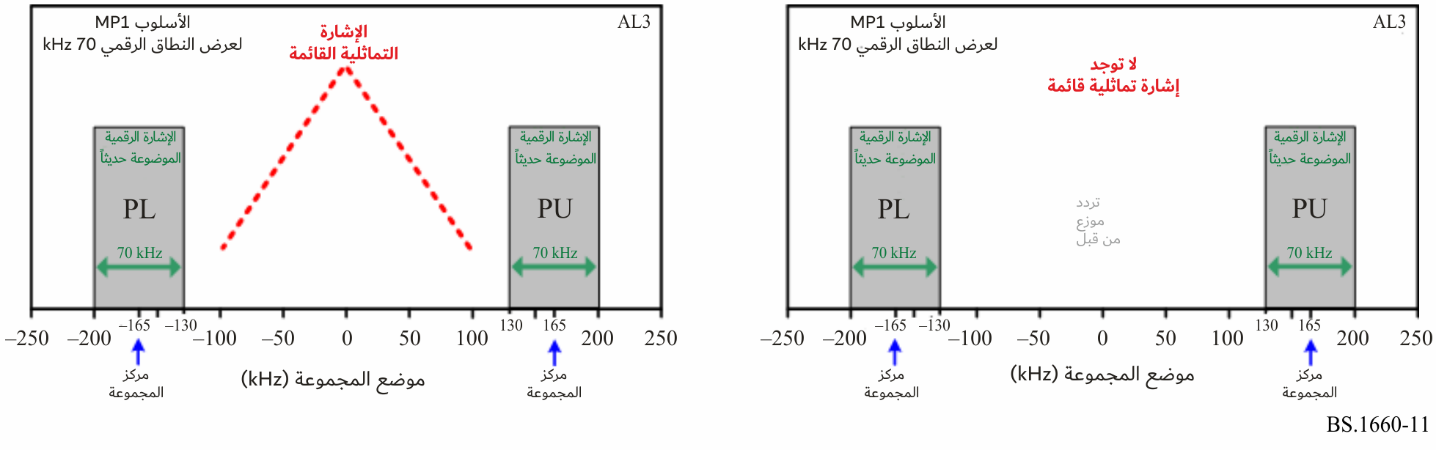 الأسلوب MP1
لعرض النطاق الرقمي 70 kHz
الإشارة
التماثلية القائمة
AL3
الإشارة الرقمية
الموضوعة حديثاً
PL
70 kHz
الإشارة الرقمية
الموضوعة حديثاً
PU
70 kHz
–250 –200 –165 –130 –100 –50 0 50 100 130 165 200 250
مركز
المجموعة
موضع المجموعة (kHz)
مركز
المجموعة
الأسلوب MP1
لعرض النطاق الرقمي 70 kHz
لا توجد
إشارة تماثلية قائمة
AL3
الإشارة الرقمية
الموضوعة حديثاً
PL
70 kHz
تردد
موزع
من قبل
الإشارة الرقمية
الموضوعة حديثاً
PU
70 kHz
–250 –200 –165 –130 –100 –50 0 50 100 130 165 200 250
مركز
المجموعة
موضع المجموعة (kHz)
مركز
المجموعة
BS.1660-11